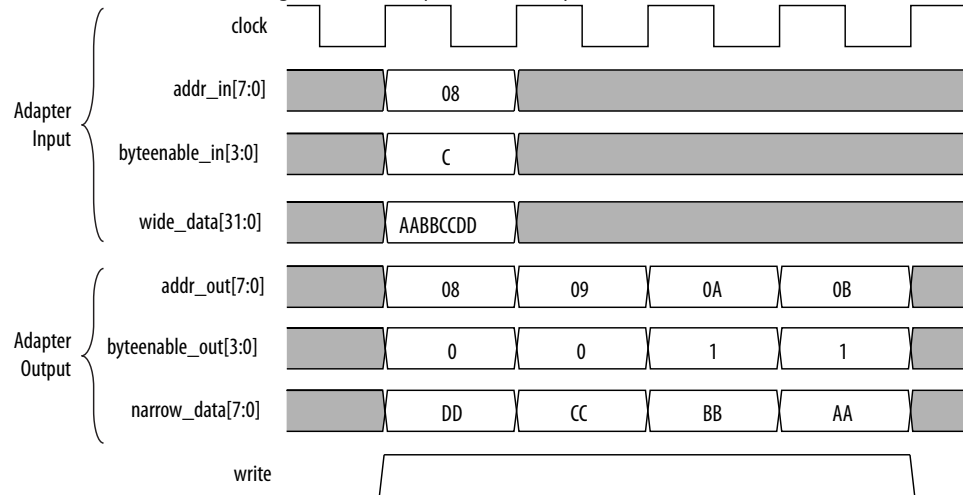 clock
addr_in[7:0] 08
Adapter
Input
byteenable_in[3:0] C
wide_data[31:0] AABBCCDD
addr_out[7:0] 08 09 0A 0B
Adapter
Output
byteenable_out[3:0] 0 0 1 1
narrow_data[7:0] DD CC BB AA
write